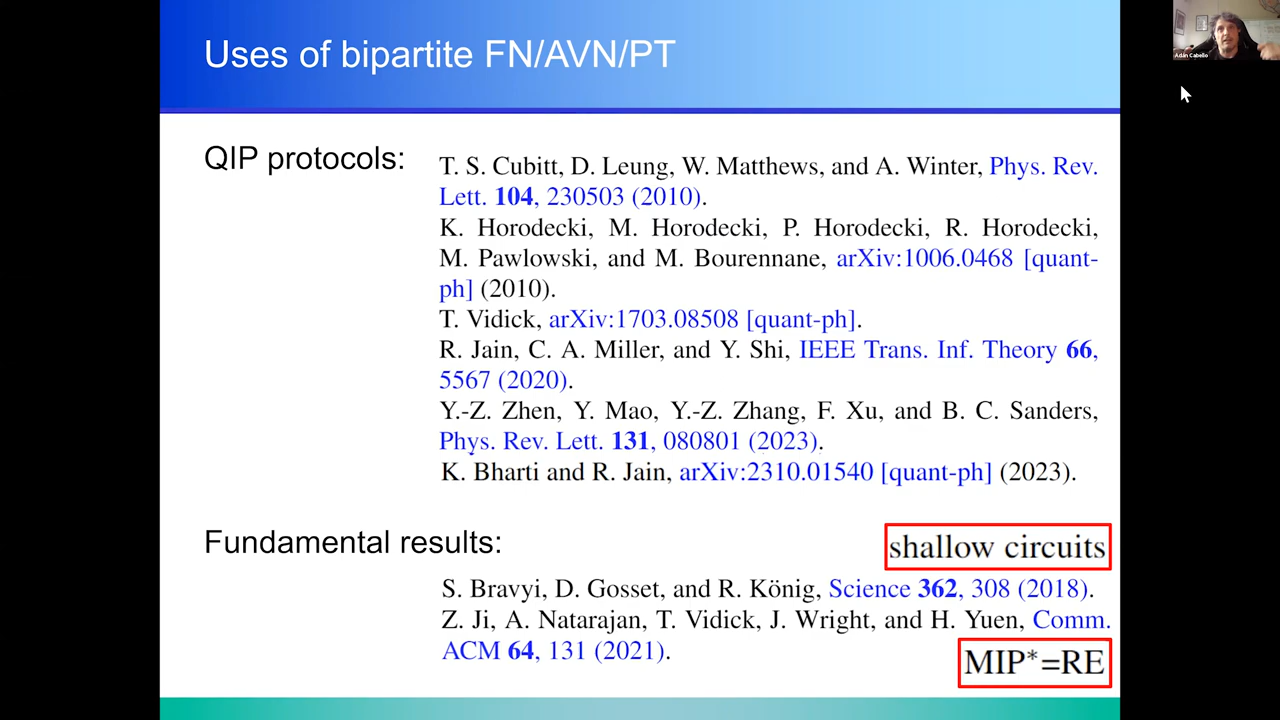 Uses of bipartite FN/AVN/PT
Adán Cabello
QIP protocols:
T. S. Cubitt, D. Leung, W. Matthews, and A. Winter, Phys. Rev.
Lett. 104, 230503 (2010).
K. Horodecki, M. Horodecki, P. Horodecki, R. Horodecki,
M. Pawlowski, and M. Bourennane, arXiv:1006.0468 [quant-
ph] (2010).
T. Vidick, arXiv:1703.08508 [quant-ph].
R. Jain, C. A. Miller, and Y. Shi, IEEE Trans. Inf. Theory 66,
5567 (2020).
Y.-Z. Zhen, Y. Mao, Y.-Z. Zhang, F. Xu, and B. C. Sanders,
Phys. Rev. Lett. 131, 080801 (2023).
K. Bharti and R. Jain, arXiv:2310.01540 [quant-ph] (2023).
Fundamental results:
shallow circuits
S. Bravyi, D. Gosset, and R. König, Science 362, 308 (2018).
Z. Ji, A. Natarajan, T. Vidick, J. Wright, and H. Yuen, Comm.
ACM 64, 131 (2021).
MIP*=RE